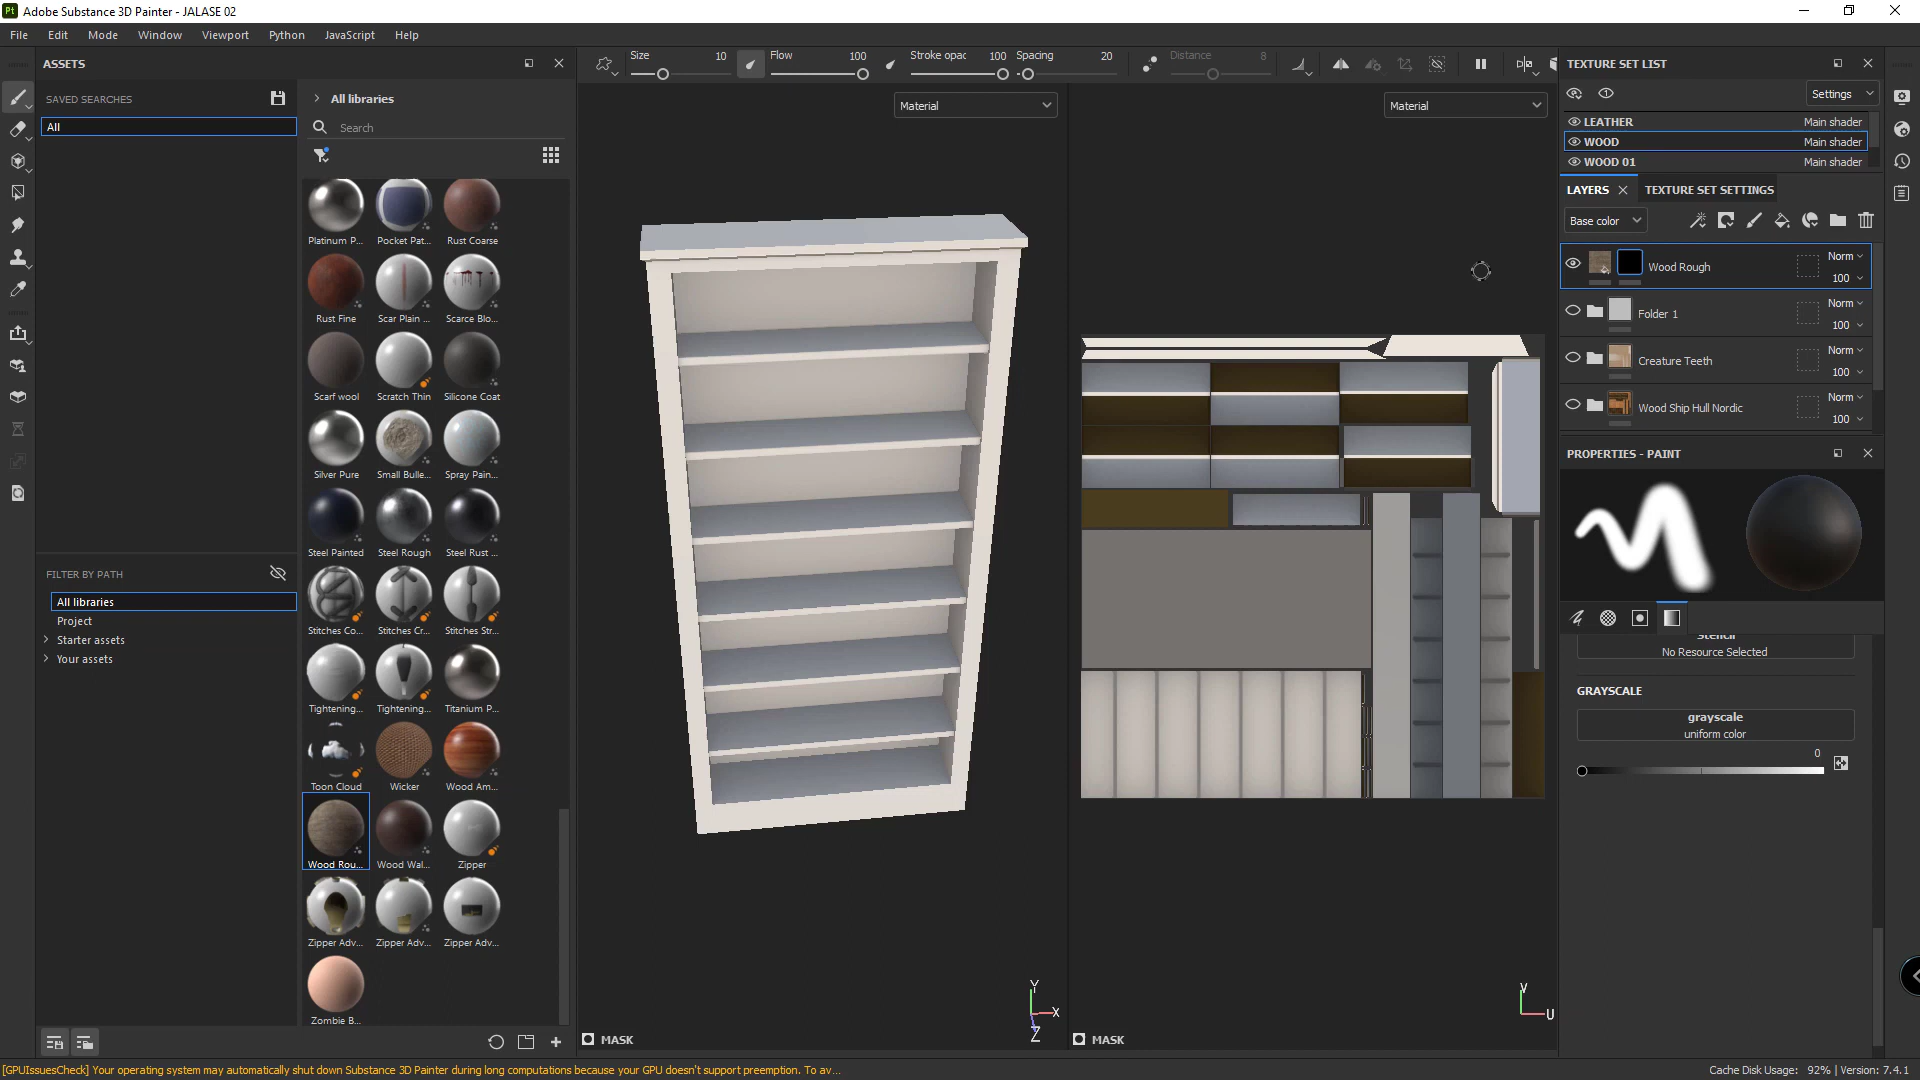 Adobe Substance 3D Painter - JALASE 02
File Edit Mode Window Viewport Python JavaScript Help
ASSETS
SAVED SEARCHES
All
All libraries
Search
Platinum P...
Pocket Pat...
Rust Coarse
Rust Fine
Scar Plain ...
Scarce Blo...
Scarf wool
Scratch Thin
Silicone Coat
Silver Pure
Small Bulle...
Spray Pain...
Steel Painted
Steel Rough
Steel Rust ...
Stitches Co...
Stitches Cr...
Stitches Str...
Tightening...
Tightening...
Titanium P...
Toon Cloud
Wicker
Wood Am...
Wood Rou...
Wood Wal...
Zipper
Zipper Adv...
Zipper Adv...
Zipper Adv...
Zombie B...
FILTER BY PATH
All libraries
Project
Starter assets
Your assets
Size 10
Flow 100
Stroke opac 100
Spacing 20
Distance 8
Material
Material
Y
X
Z
V
U
MASK
MASK
TEXTURE SET LIST
Settings
LEATHER Main shader
WOOD Main shader
WOOD 01 Main shader
LAYERS
TEXTURE SET SETTINGS
Base color
Wood Rough Norm 100
Folder 1 Norm 100
Creature Teeth Norm 100
Wood Ship Hull Nordic Norm 100
PROPERTIES - PAINT
Stencil
No Resource Selected
GRAYSCALE
grayscale
uniform color
0
[GPUIssuesCheck] Your operating system may automatically shut down Substance 3D Painter during long computations because your GPU doesn't support preemption. To av...
Cache Disk Usage: 92% | Version: 7.4.1